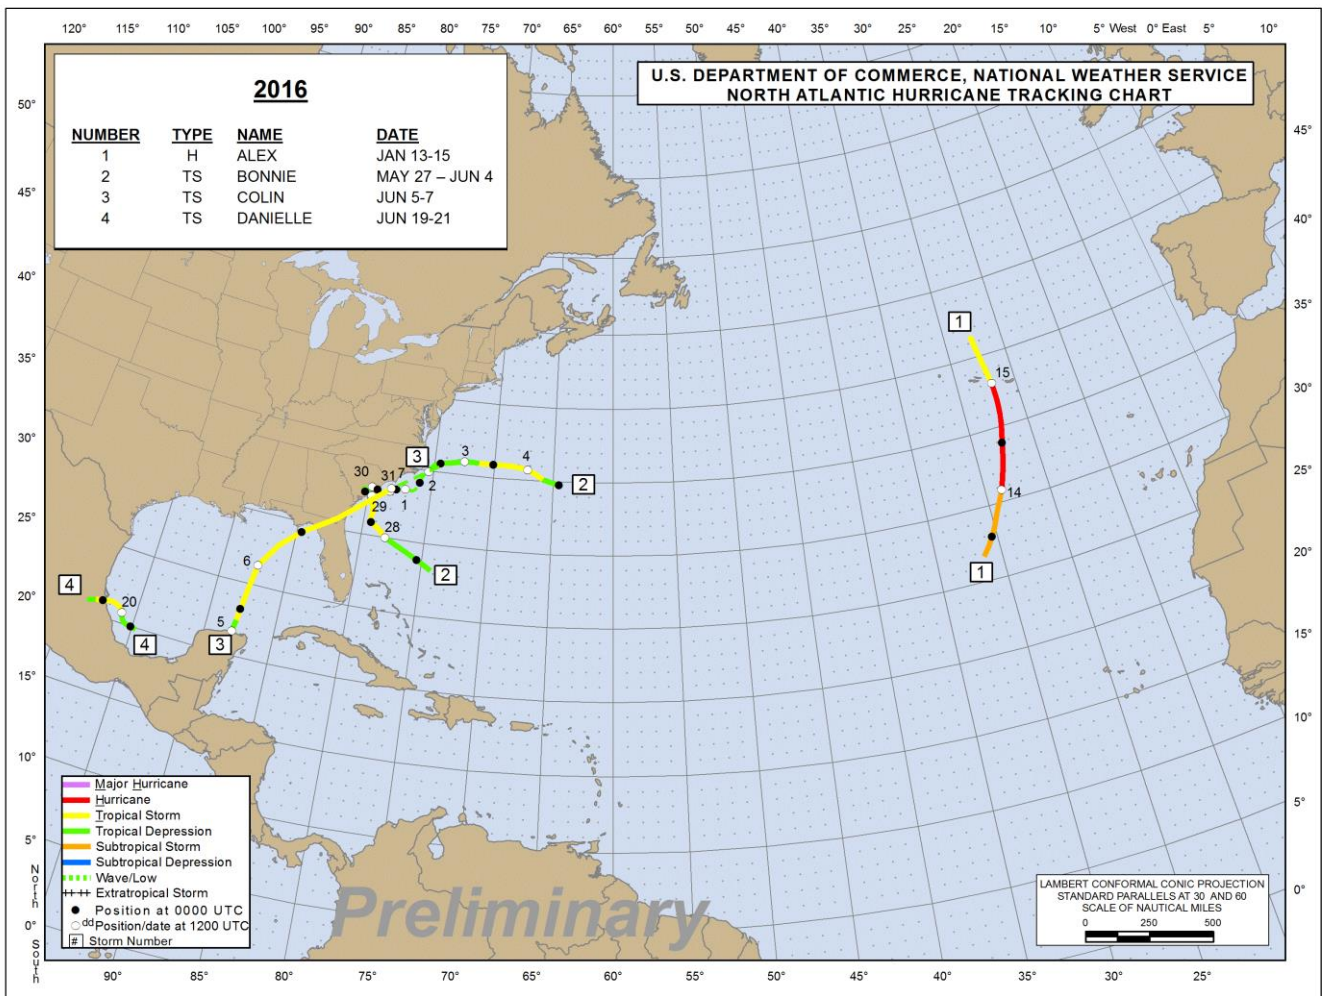 120° 115° 110° 105° 100° 95° 90° 85° 80° 75° 70° 65° 60° 55° 50° 45° 40° 35° 30° 25° 20° 15° 10° 5° West 0° East 5° 10°
U.S. DEPARTMENT OF COMMERCE, NATIONAL WEATHER SERVICE
NORTH ATLANTIC HURRICANE TRACKING CHART
2016
NUMBER TYPE NAME DATE
1 H ALEX JAN 13-15
2 TS BONNIE MAY 27 – JUN 4
3 TS COLIN JUN 5-7
4 TS DANIELLE JUN 19-21
50°
45°
40°
35°
30°
25°
20°
15°
10°
5°
North
0°
South
45°
40°
35°
30°
25°
20°
15°
10°
5°
0°
1
15
14
1
3
3
4
2
30
31
7
2
1
29
28
2
6
5
3
4
20
4
Major Hurricane
Hurricane
Tropical Storm
Tropical Depression
Subtropical Storm
Subtropical Depression
Wave/Low
Extratropical Storm
Position at 0000 UTC
dd Position/date at 1200 UTC
# Storm Number
Preliminary
LAMBERT CONFORMAL CONIC PROJECTION
STANDARD PARALLELS AT 30 AND 60
SCALE OF NAUTICAL MILES
0 250 500
90° 85° 80° 75° 70° 65° 60° 55° 50° 45° 40° 35° 30° 25°